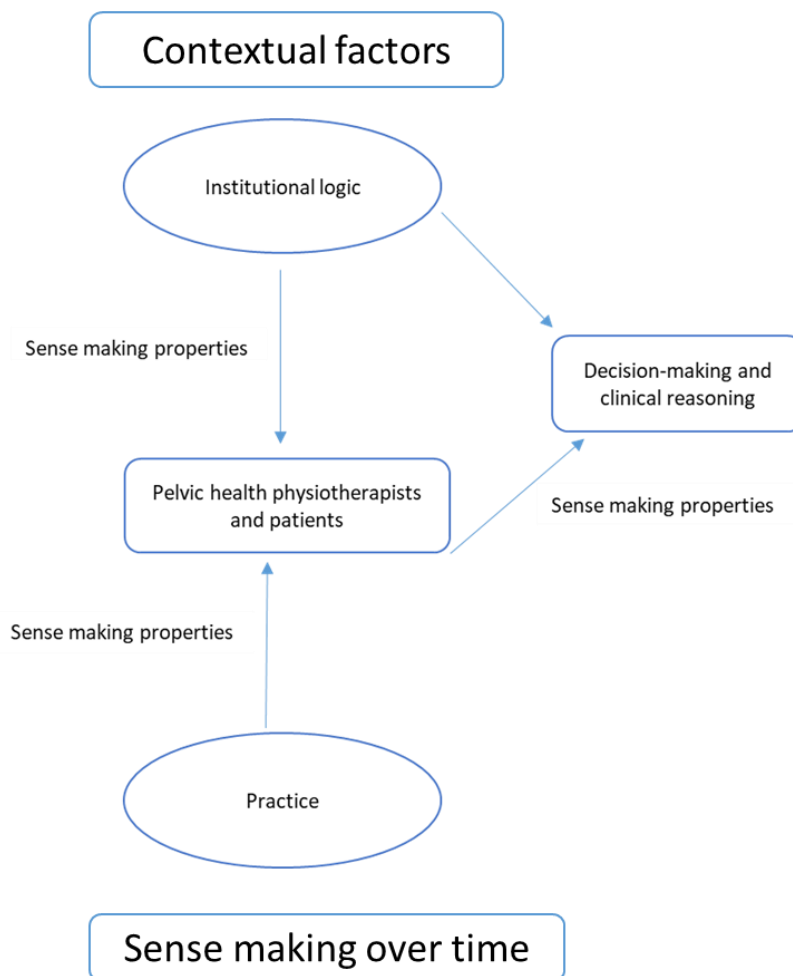 Contextual factors
Institutional logic
Sense making properties
Decision-making and
clinical reasoning
Pelvic health physiotherapists
and patients
Sense making properties
Sense making properties
Practice
Sense making over time